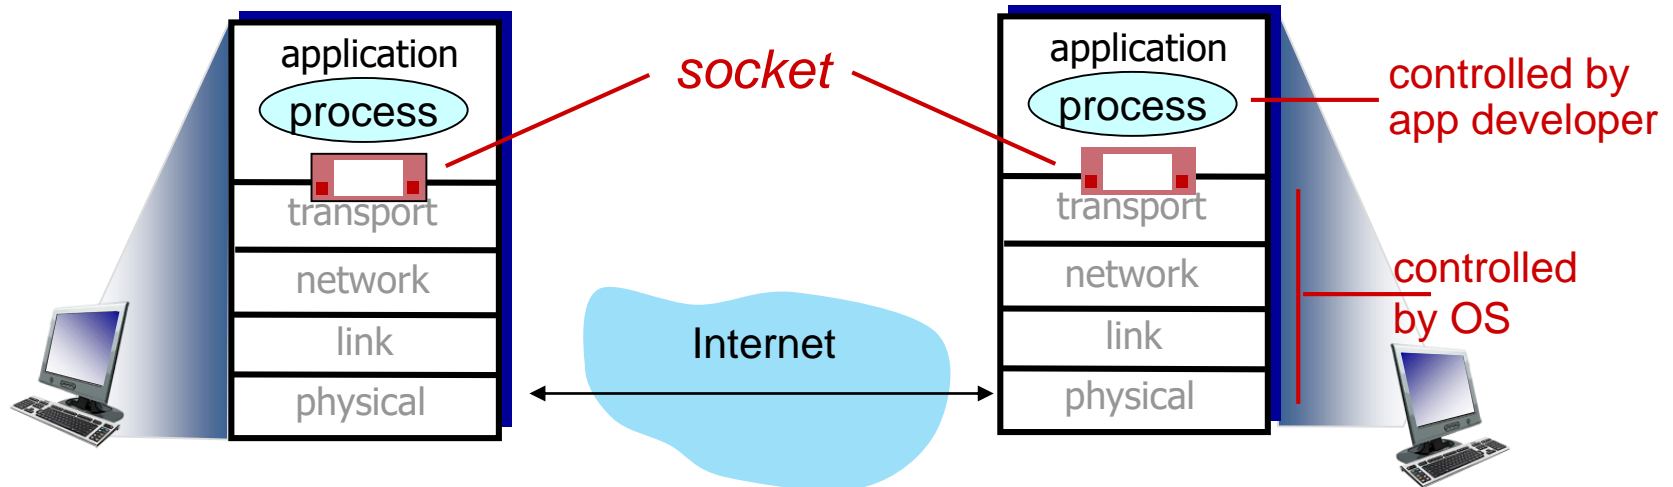 application
process
transport
network
link
physical
socket
Internet
application
process
transport
network
link
physical
controlled by
app developer
controlled
by OS